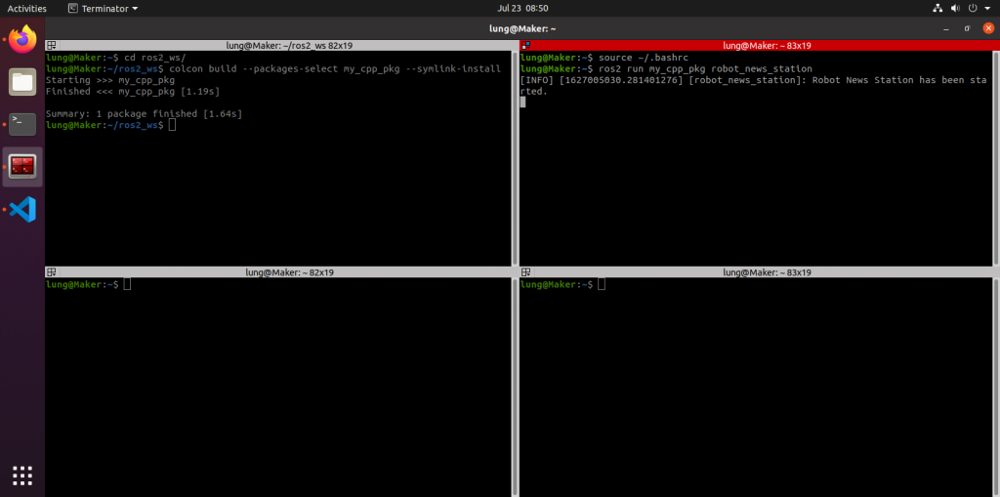 Activities
Terminator
Jul 23 08:50
lung@Maker: ~
lung@Maker: ~/ros2_ws 82x19
lung@Maker:~$ cd ros2_ws/
lung@Maker:~/ros2_ws$ colcon build --packages-select my_cpp_pkg --symlink-install
Starting >>> my_cpp_pkg
Finished <<< my_cpp_pkg [1.19s]
Summary: 1 package finished [1.64s]
lung@Maker:~/ros2_ws$
lung@Maker: ~ 83x19
lung@Maker:~$ source ~/.bashrc
lung@Maker:~$ ros2 run my_cpp_pkg robot_news_station
[INFO] [1627005030.281401276] [robot_news_station]: Robot News Station has been sta
rted.
lung@Maker: ~ 82x19
lung@Maker:~$
lung@Maker: ~ 83x19
lung@Maker:~$